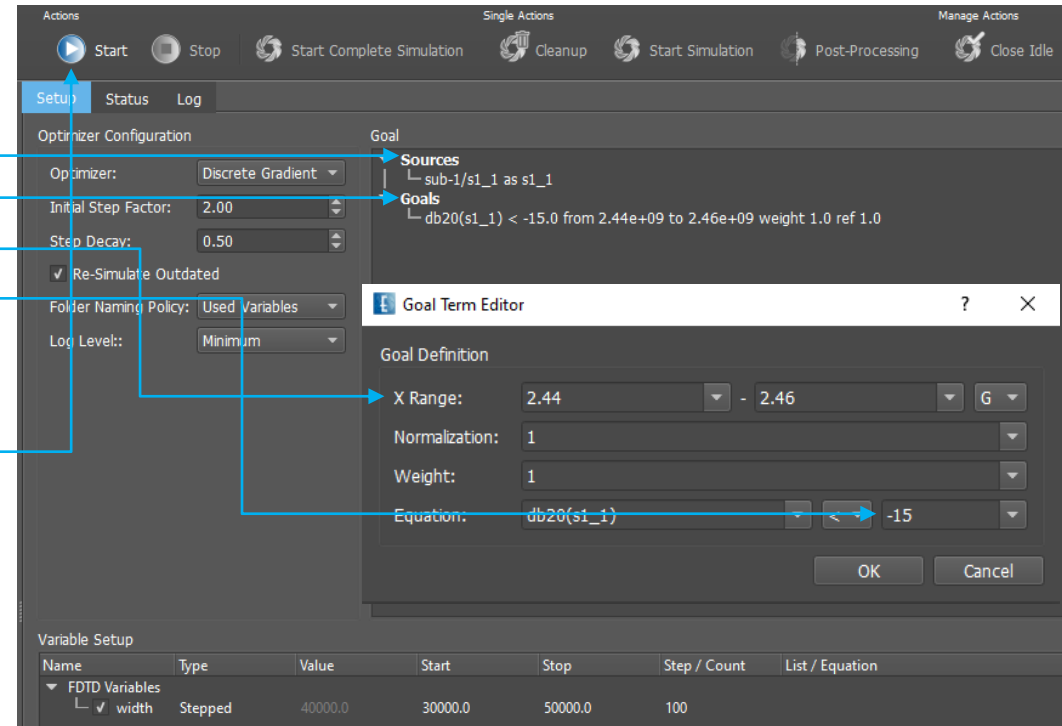 Actions Single Actions Manage Actions
Start Stop Start Complete Simulation Cleanup Start Simulation Post-Processing Close Idle
Setup Status Log
Optimizer Configuration
Optimizer: Discrete Gradient
Initial Step Factor: 2.00
Step Decay: 0.50
Re-Simulate Outdated
Folder Naming Policy: Used Variables
Log Level:: Minimum
Goal
Sources
sub-1/s1_1 as s1_1
Goals
db20(s1_1) < -15.0 from 2.44e+09 to 2.46e+09 weight 1.0 ref 1.0
Goal Term Editor ? ×
Goal Definition
X Range: 2.44 - 2.46 G
Normalization: 1
Weight: 1
Equation: db20(s1_1) < -15
OK Cancel
Variable Setup
Name Type Value Start Stop Step / Count List / Equation
FDTD Variables
width Stepped 40000.0 30000.0 50000.0 100